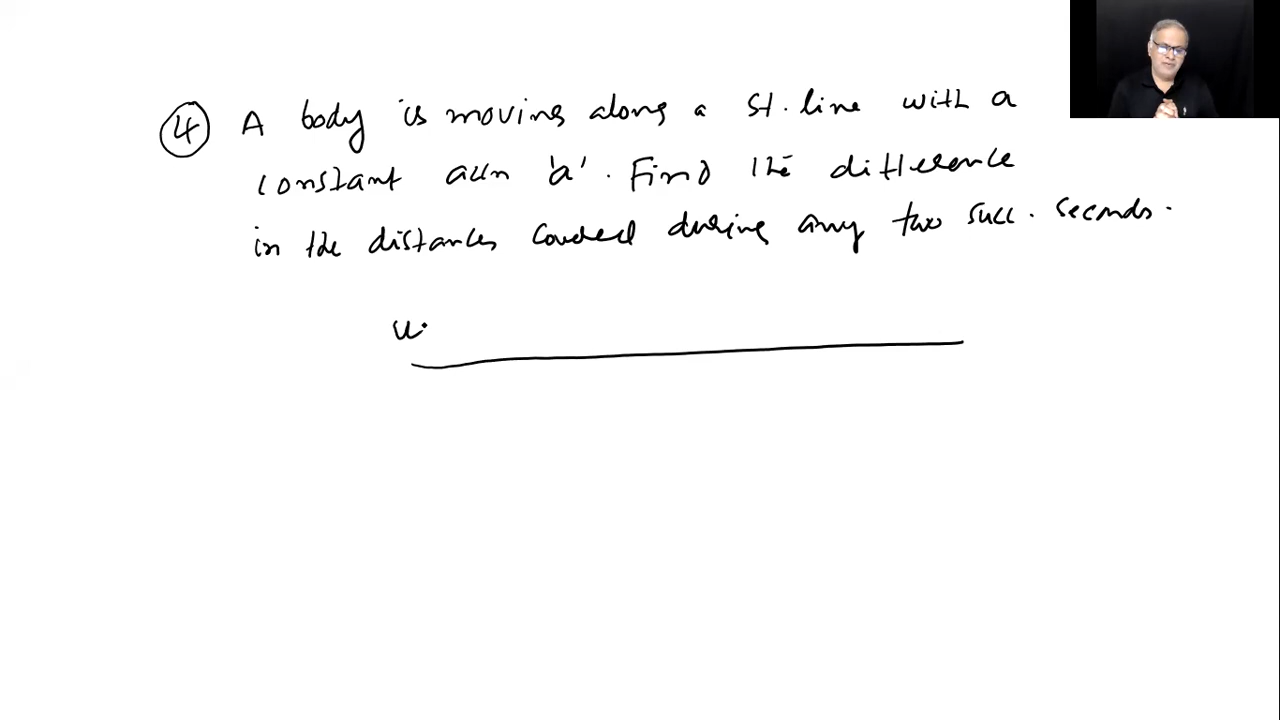 4 A body is moving along a st. line with a
constant accn 'a'. Find the difference
in the distances covered during any two succ. seconds.
u